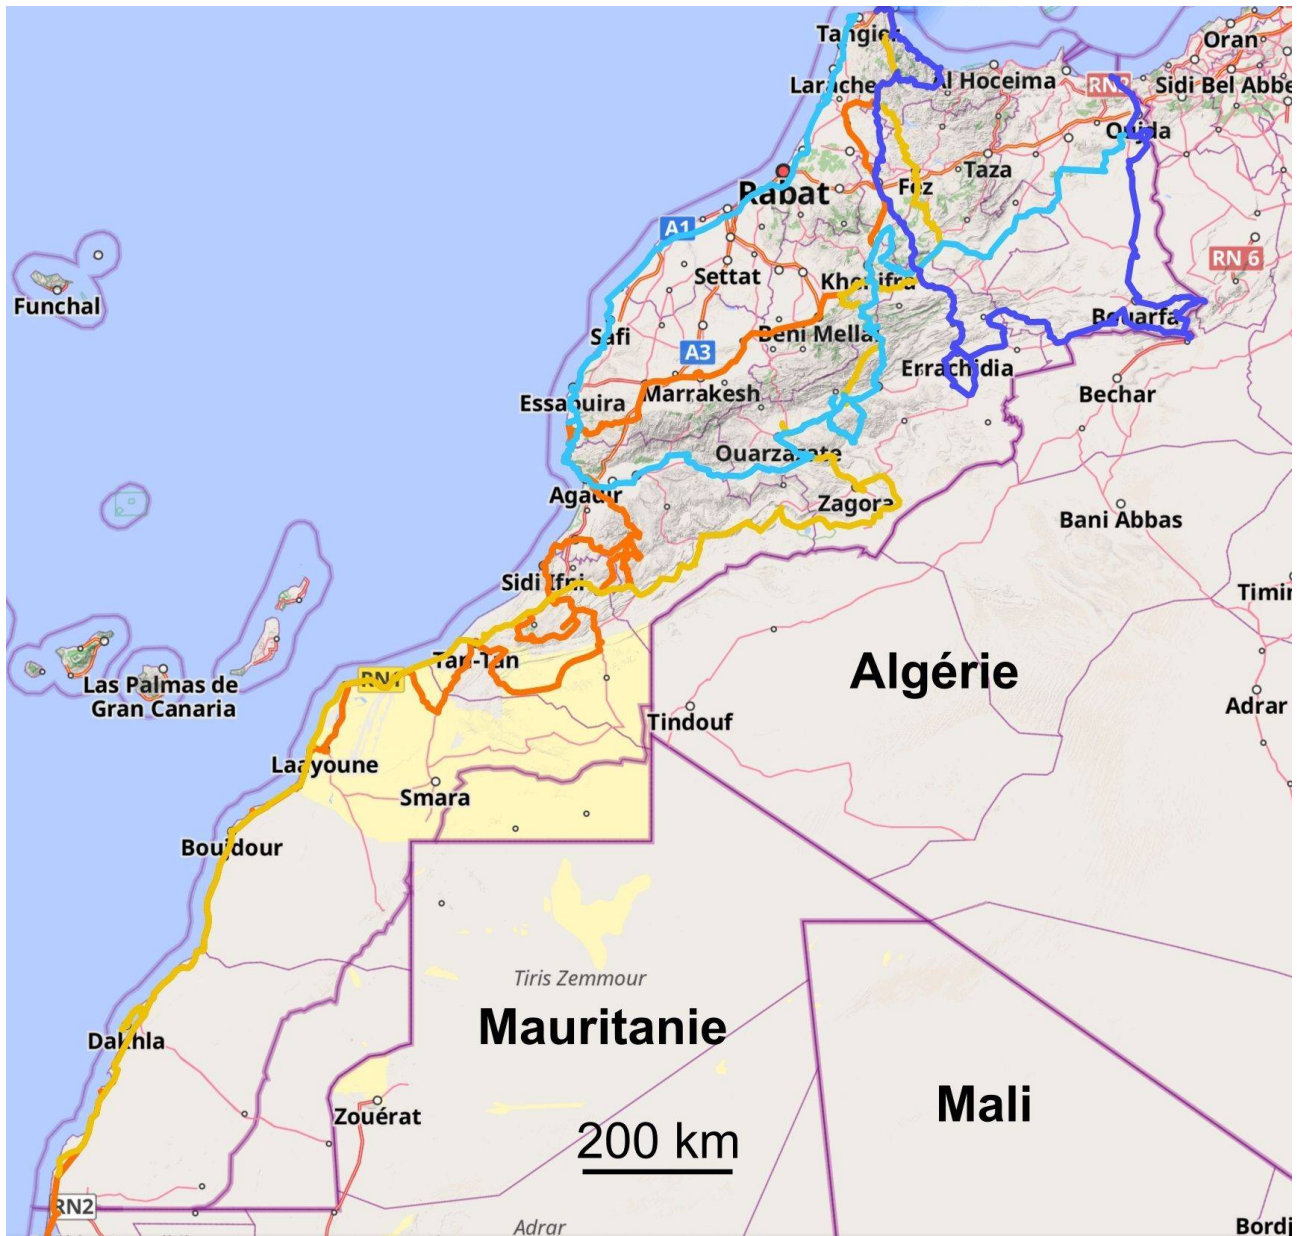 Tangier
Oran
Larache
Al Hoceima
RN2
Sidi Bel Abbe
Oujda
Taza
Fez
Rabat
A1
RN 6
Settat
Khenifra
Funchal
Bouarfa
Safi
Beni Mellal
A3
Errachidia
Marrakesh
Bechar
Essaouira
Ouarzazate
Agadir
Zagora
Bani Abbas
Sidi Ifni
Timir
Tan-Tan
Algérie
RN1
Las Palmas de
Gran Canaria
Adrar
Tindouf
Laayoune
Smara
Boujdour
Tiris Zemmour
Mauritanie
Dakhla
Mali
Zouérat
200 km
RN2
Adrar
Bordj